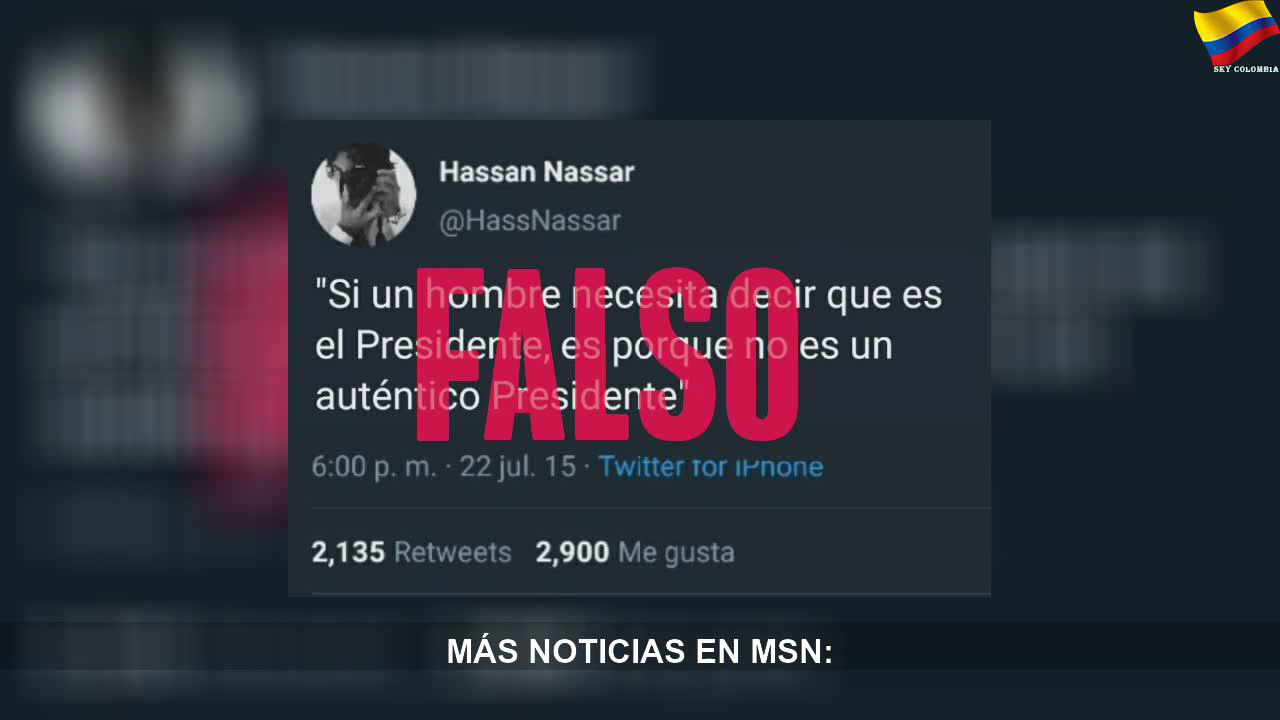 SKY COLOMBIA
Hassan Nassar
@HassNassar
"Si un hombre necesita decir que es
el Presidente, es porque no es un
auténtico Presidente"
FALSO
6:00 p. m. · 22 jul. 15 · Twitter for iPhone
2,135 Retweets 2,900 Me gusta
MÁS NOTICIAS EN MSN: